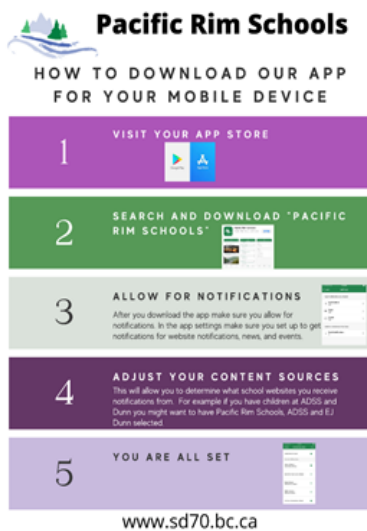 Pacific Rim Schools
HOW TO DOWNLOAD OUR APP
FOR YOUR MOBILE DEVICE
1
VISIT YOUR APP STORE
2
SEARCH AND DOWNLOAD "PACIFIC
RIM SCHOOLS"
3
ALLOW FOR NOTIFICATIONS
After you download the app make sure you allow for
notifications. In the app settings make sure you set up to get
notifications for website notifications, news, and events.
4
ADJUST YOUR CONTENT SOURCES
This will allow you to determine what school websites you receive
notifications from. For example if you have children at ADSS and
Dunn you might want to have Pacific Rim Schools, ADSS and EJ
Dunn selected.
5
YOU ARE ALL SET
www.sd70.bc.ca